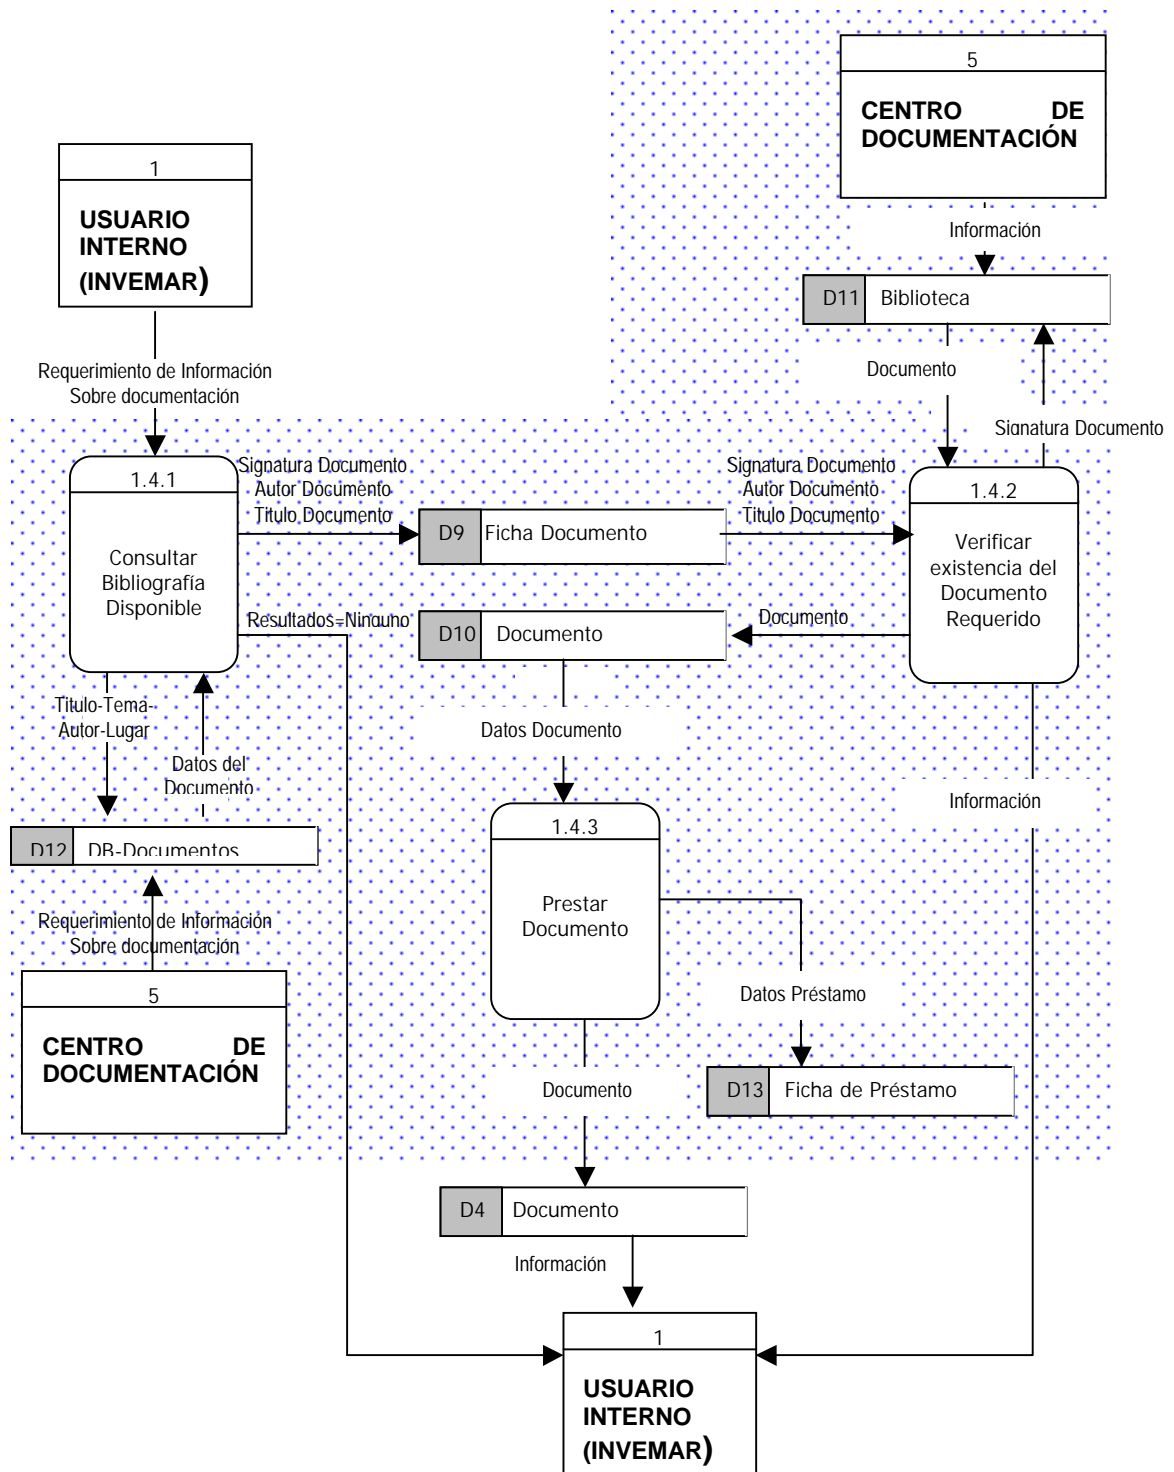 5
CENTRO DE
DOCUMENTACIÓN
1
USUARIO
INTERNO
(INVEMAR)
Información
D11 Biblioteca
Requerimiento de Información
Sobre documentación
Documento
Signatura Documento
1.4.1
Consultar
Bibliografía
Disponible
Signatura Documento
Autor Documento
Titulo Documento
D9 Ficha Documento
Signatura Documento
Autor Documento
Titulo Documento
1.4.2
Verificar
existencia del
Documento
Requerido
Resultados=Ninguno
D10 Documento
Documento
Titulo-Tema-
Autor-Lugar
Datos del
Documento
Datos Documento
Información
D12 DB-Documentos
1.4.3
Prestar
Documento
Requerimiento de Información
Sobre documentación
5
CENTRO DE
DOCUMENTACIÓN
Datos Préstamo
Documento
D13 Ficha de Préstamo
D4 Documento
Información
1
USUARIO
INTERNO
(INVEMAR)